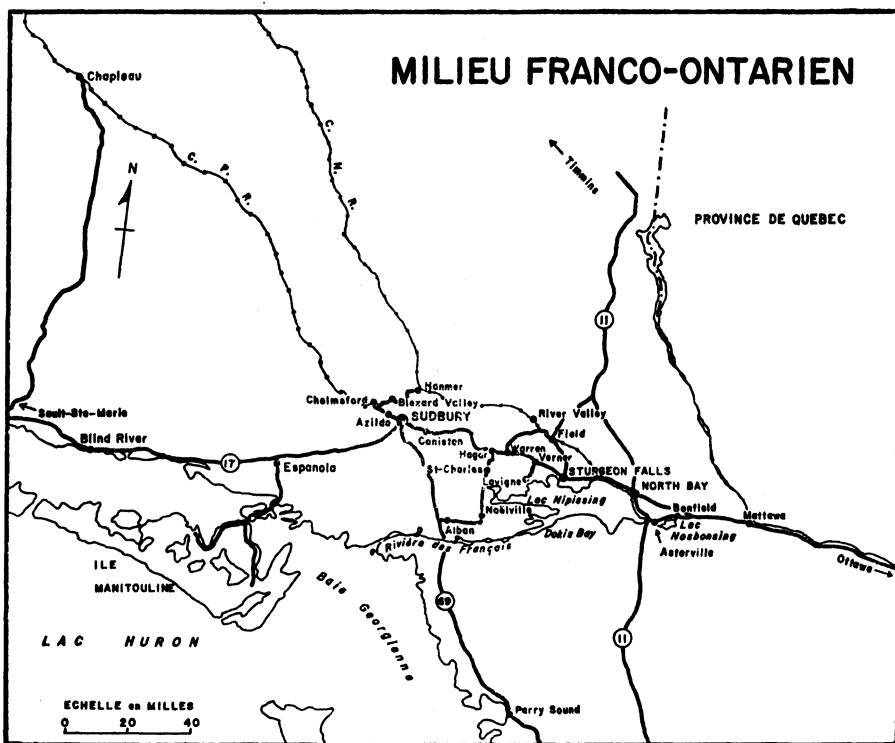 MILIEU FRANCO-ONTARIEN
Chapleau
C. P. R.
C. N. R.
N
Timmins
PROVINCE DE QUEBEC
11
Hanmer
Chelmsford
Blezard Valley
Azilda
SUDBURY
River Valley
Sault-Ste-Marie
Blind River
Coniston
Field
Hagar
Warren
Verner
17
Espanola
St-Charles
STURGEON FALLS
Lavigne
NORTH BAY
Lac Nipissing
Noëlville
Bonfield
Mattawa
Alban
Dokis Bay
Lac
Nosbonsing
Rivière des Français
Asterville
Ottawa
ILE
MANITOULINE
Baie Georgienne
69
LAC HURON
11
ECHELLE en MILLES
0 20 40
Parry Sound